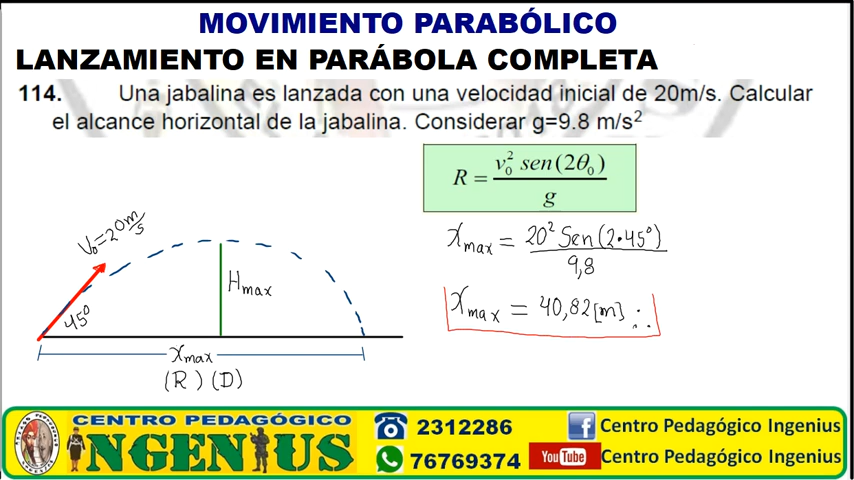 MOVIMIENTO PARABÓLICO
LANZAMIENTO EN PARÁBOLA COMPLETA
114. Una jabalina es lanzada con una velocidad inicial de 20m/s. Calcular
el alcance horizontal de la jabalina. Considerar g=9.8 m/s²
R = v₀² sen(2θ₀) / g
V₀=20 m/s
45°
Hmax
xmax
(R) (D)
xmax = 20² Sen(2•45°) / 9,8
xmax = 40,82 [m] ∴
CENTRO PEDAGÓGICO
INGENIUS
2312286
76769374
f Centro Pedagógico Ingenius
You Tube Centro Pedagógico Ingenius